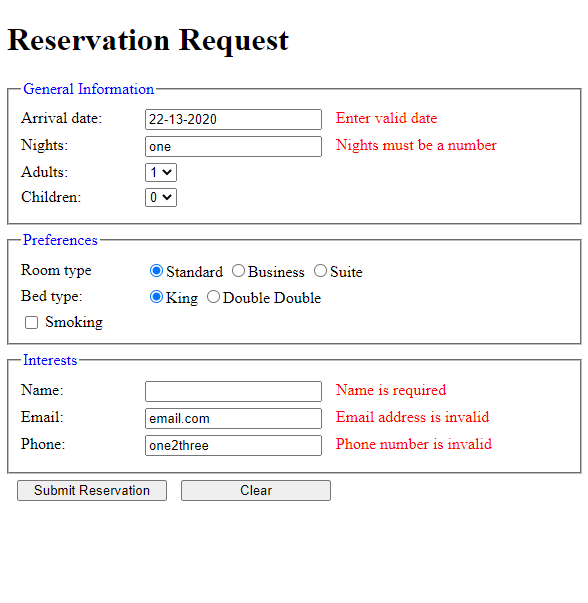 Reservation Request
General Information
Arrival date: 22-13-2020 Enter valid date
Nights: one Nights must be a number
Adults: 1
Children: 0
Preferences
Room type Standard Business Suite
Bed type: King Double Double
Smoking
Interests
Name: Name is required
Email: email.com Email address is invalid
Phone: one2three Phone number is invalid
Submit Reservation Clear